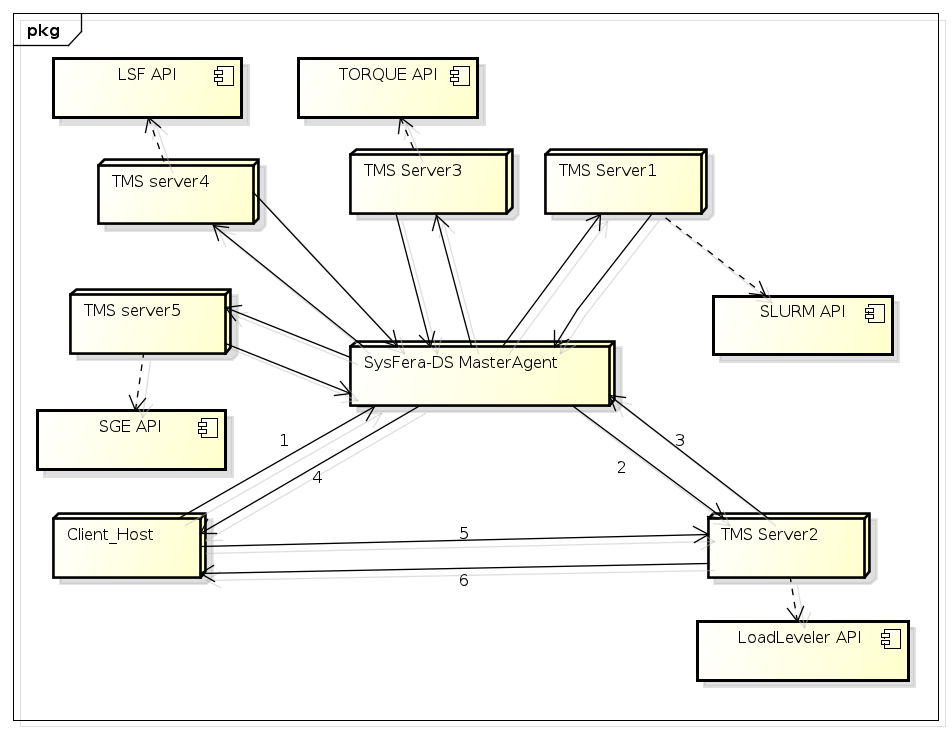 pkg
LSF API
TORQUE API
TMS server4
TMS Server3
TMS Server1
TMS server5
SLURM API
SysFera-DS MasterAgent
SGE API
1
3
2
4
Client_Host
5
TMS Server2
6
LoadLeveler API